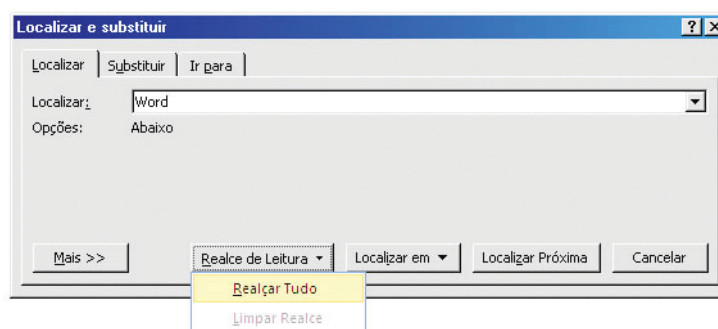 Localizar e substituir
Localizar Substituir Ir para
Localizar: Word
Opções: Abaixo
Mais >> Realce de Leitura Localizar em Localizar Próxima Cancelar
Realçar Tudo
Limpar Realce